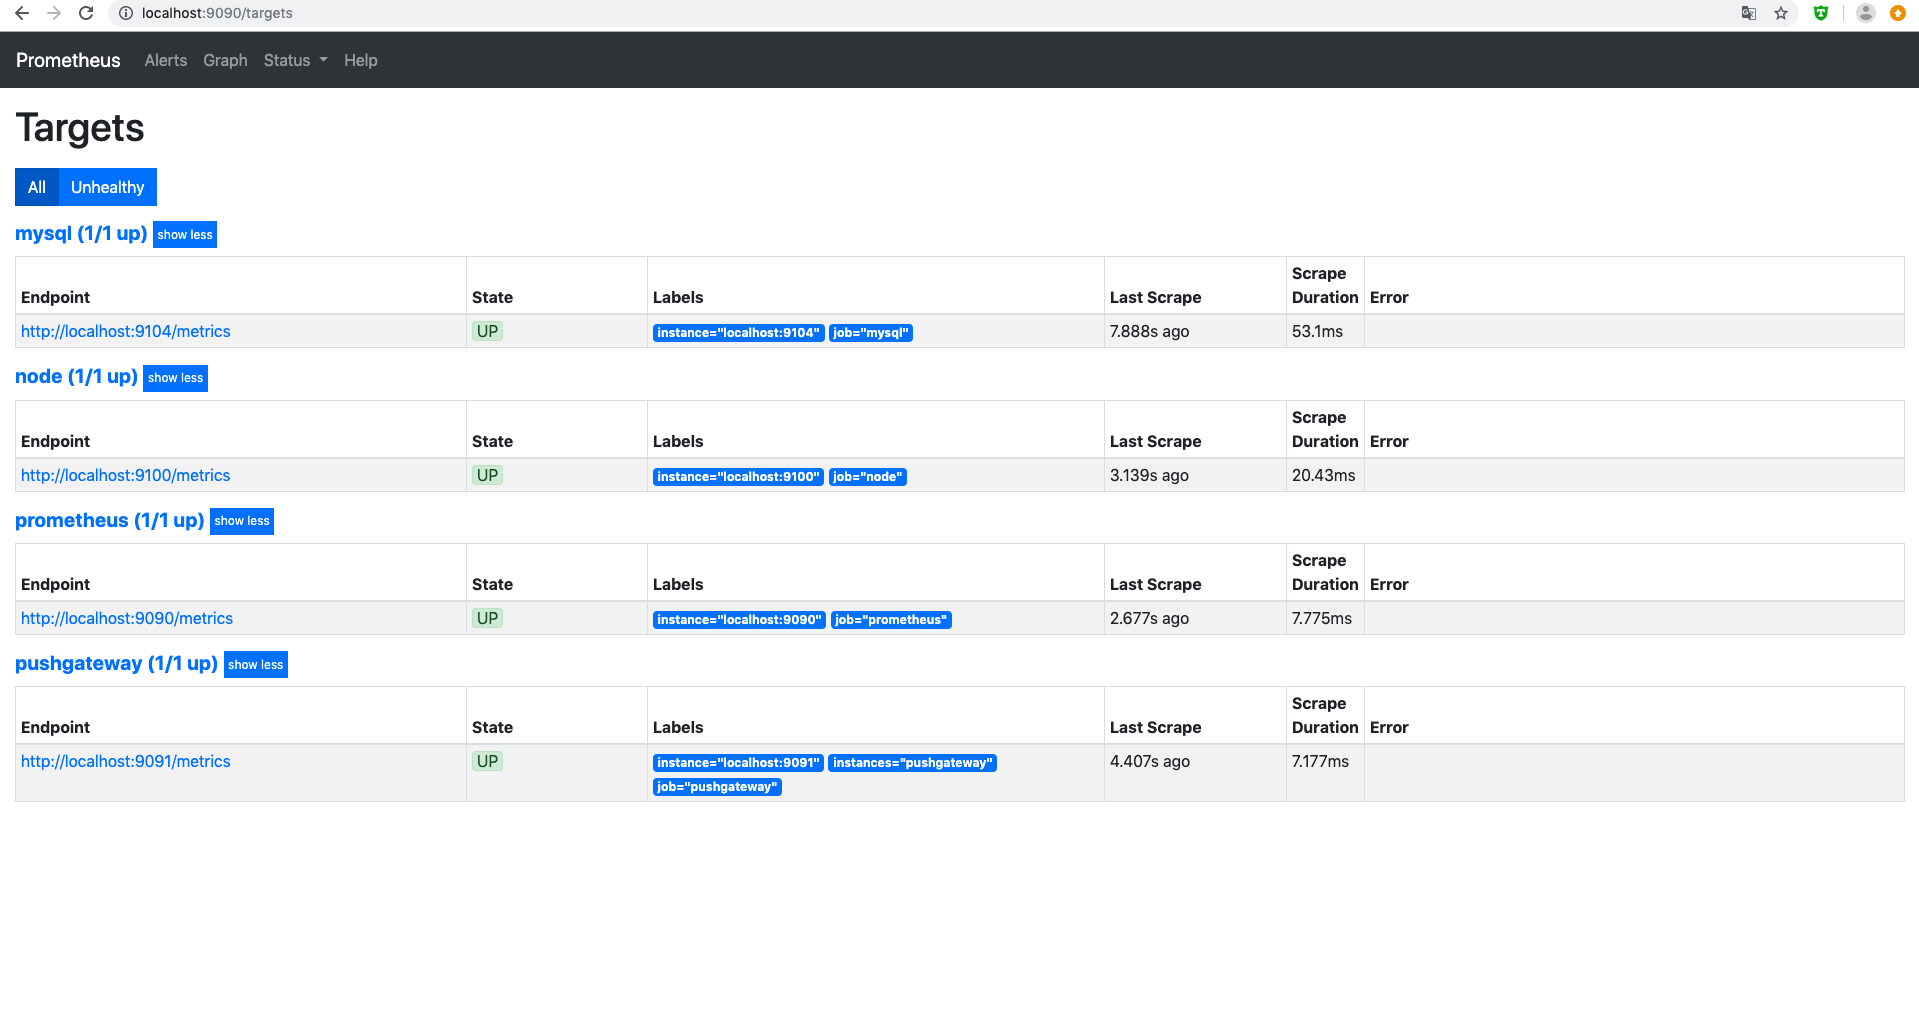 localhost:9090/targets
Prometheus Alerts Graph Status Help
Targets
All Unhealthy
mysql (1/1 up) show less
Endpoint State Labels Last Scrape Scrape Duration Error
http://localhost:9104/metrics UP instance="localhost:9104" job="mysql" 7.888s ago 53.1ms
node (1/1 up) show less
Endpoint State Labels Last Scrape Scrape Duration Error
http://localhost:9100/metrics UP instance="localhost:9100" job="node" 3.139s ago 20.43ms
prometheus (1/1 up) show less
Endpoint State Labels Last Scrape Scrape Duration Error
http://localhost:9090/metrics UP instance="localhost:9090" job="prometheus" 2.677s ago 7.775ms
pushgateway (1/1 up) show less
Endpoint State Labels Last Scrape Scrape Duration Error
http://localhost:9091/metrics UP instance="localhost:9091" instances="pushgateway" 4.407s ago 7.177ms
job="pushgateway"